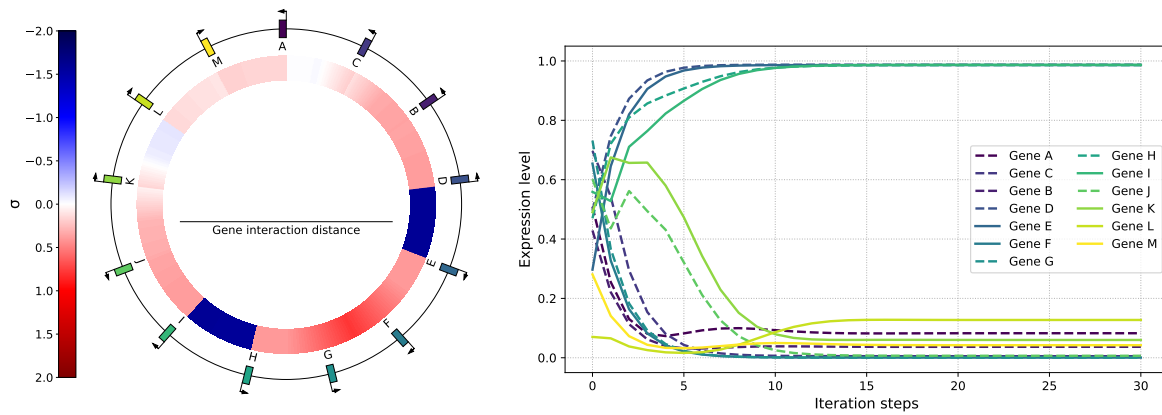 σ
−2.0
−1.5
−1.0
−0.5
0.0
0.5
1.0
1.5
2.0
A
C
B
D
E
F
G
H
I
J
K
L
M
Gene interaction distance
Expression level
1.0
0.8
0.6
0.4
0.2
0.0
0
5
10
15
20
25
30
Iteration steps
Gene A
Gene C
Gene B
Gene D
Gene E
Gene F
Gene G
Gene H
Gene I
Gene J
Gene K
Gene L
Gene M